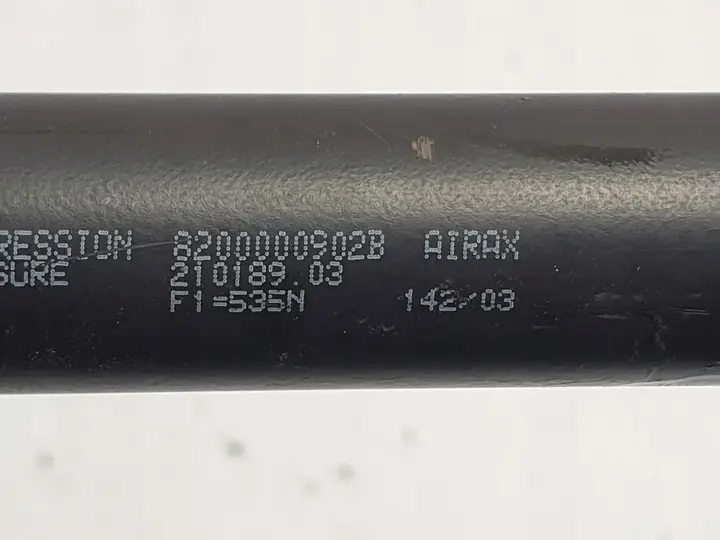 RESSION 8200000902B AIRAX
SURE 210189.03
F1=535N 142/03